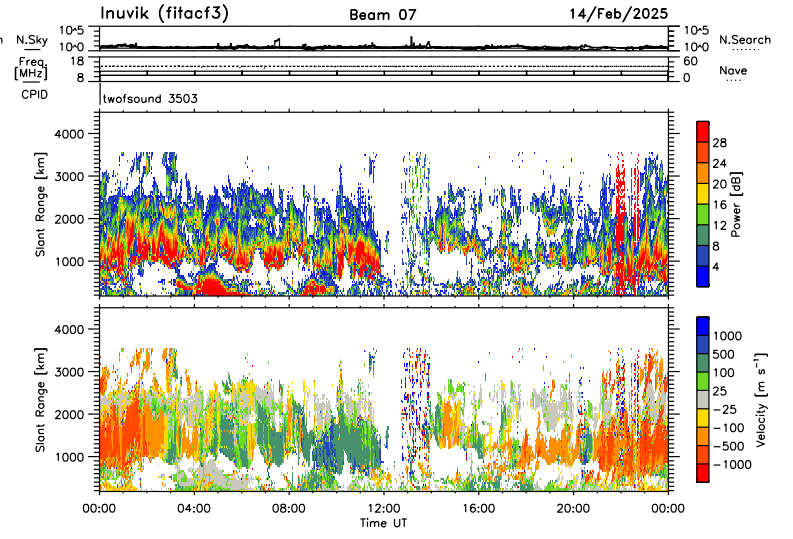 Inuvik (fitacf3) Beam 07 14/Feb/2025
N.Sky 10^5 10^0 10^5 10^0 N.Search
Freq. [MHz] 18 8 60 0 Nave
CPID twofsound 3503
Slant Range [km]
4000
3000
2000
1000
28
24
20
16
12
8
4
Power [dB]
Slant Range [km]
4000
3000
2000
1000
1000
500
100
25
-25
-100
-500
-1000
Velocity [m s^-1]
00:00 04:00 08:00 12:00 16:00 20:00 00:00
Time UT